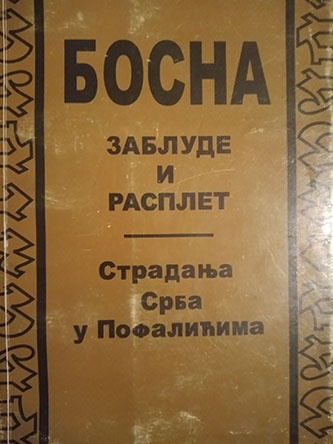 БОСНА
ЗАБЛУДЕ
И
РАСПЛЕТ
Страдања
Срба
у Пофалићима